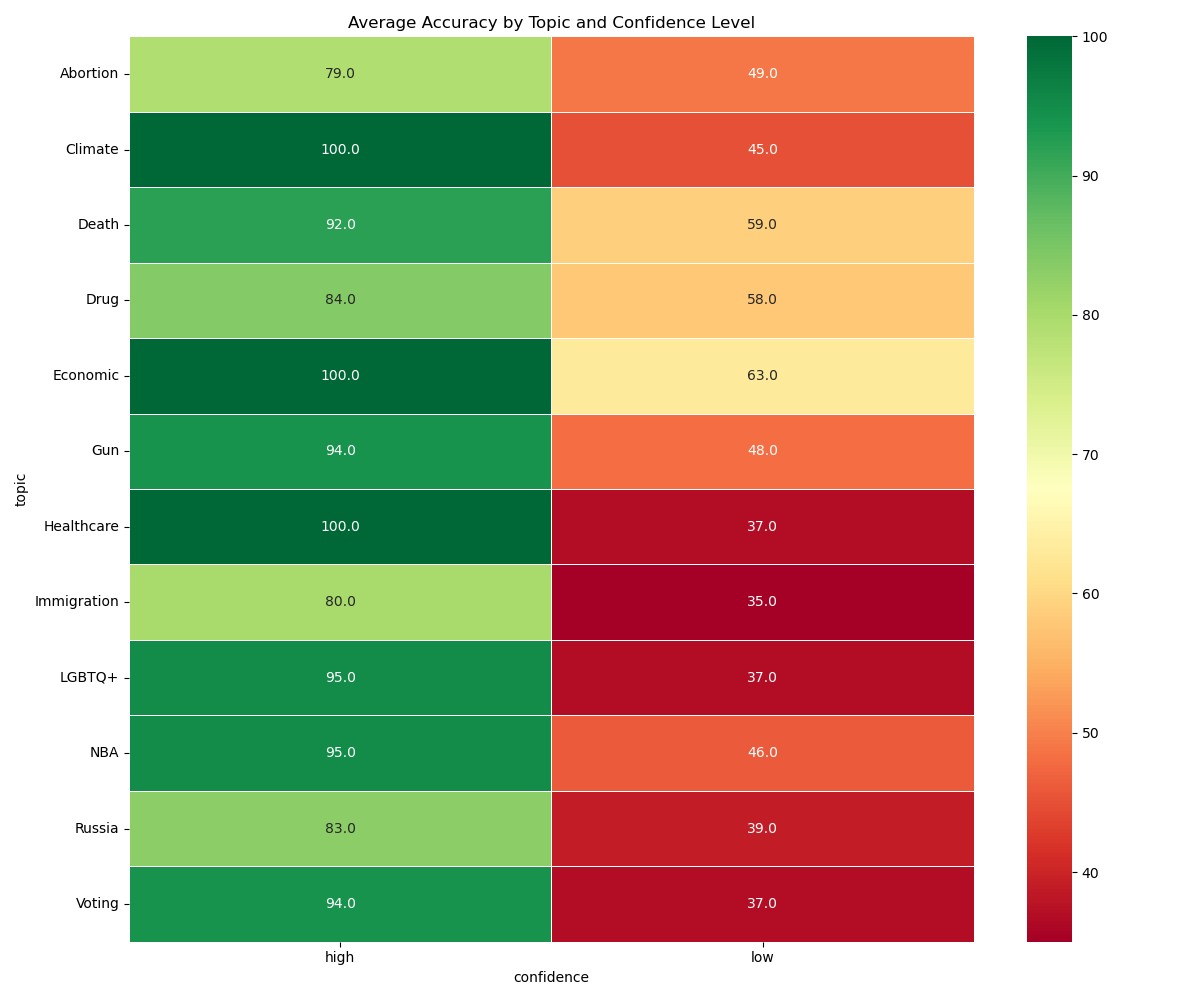 Average Accuracy by Topic and Confidence Level
Abortion 79.0 49.0
Climate 100.0 45.0
Death 92.0 59.0
Drug 84.0 58.0
Economic 100.0 63.0
Gun 94.0 48.0
Healthcare 100.0 37.0
Immigration 80.0 35.0
LGBTQ+ 95.0 37.0
NBA 95.0 46.0
Russia 83.0 39.0
Voting 94.0 37.0
topic
high low
confidence
100
90
80
70
60
50
40